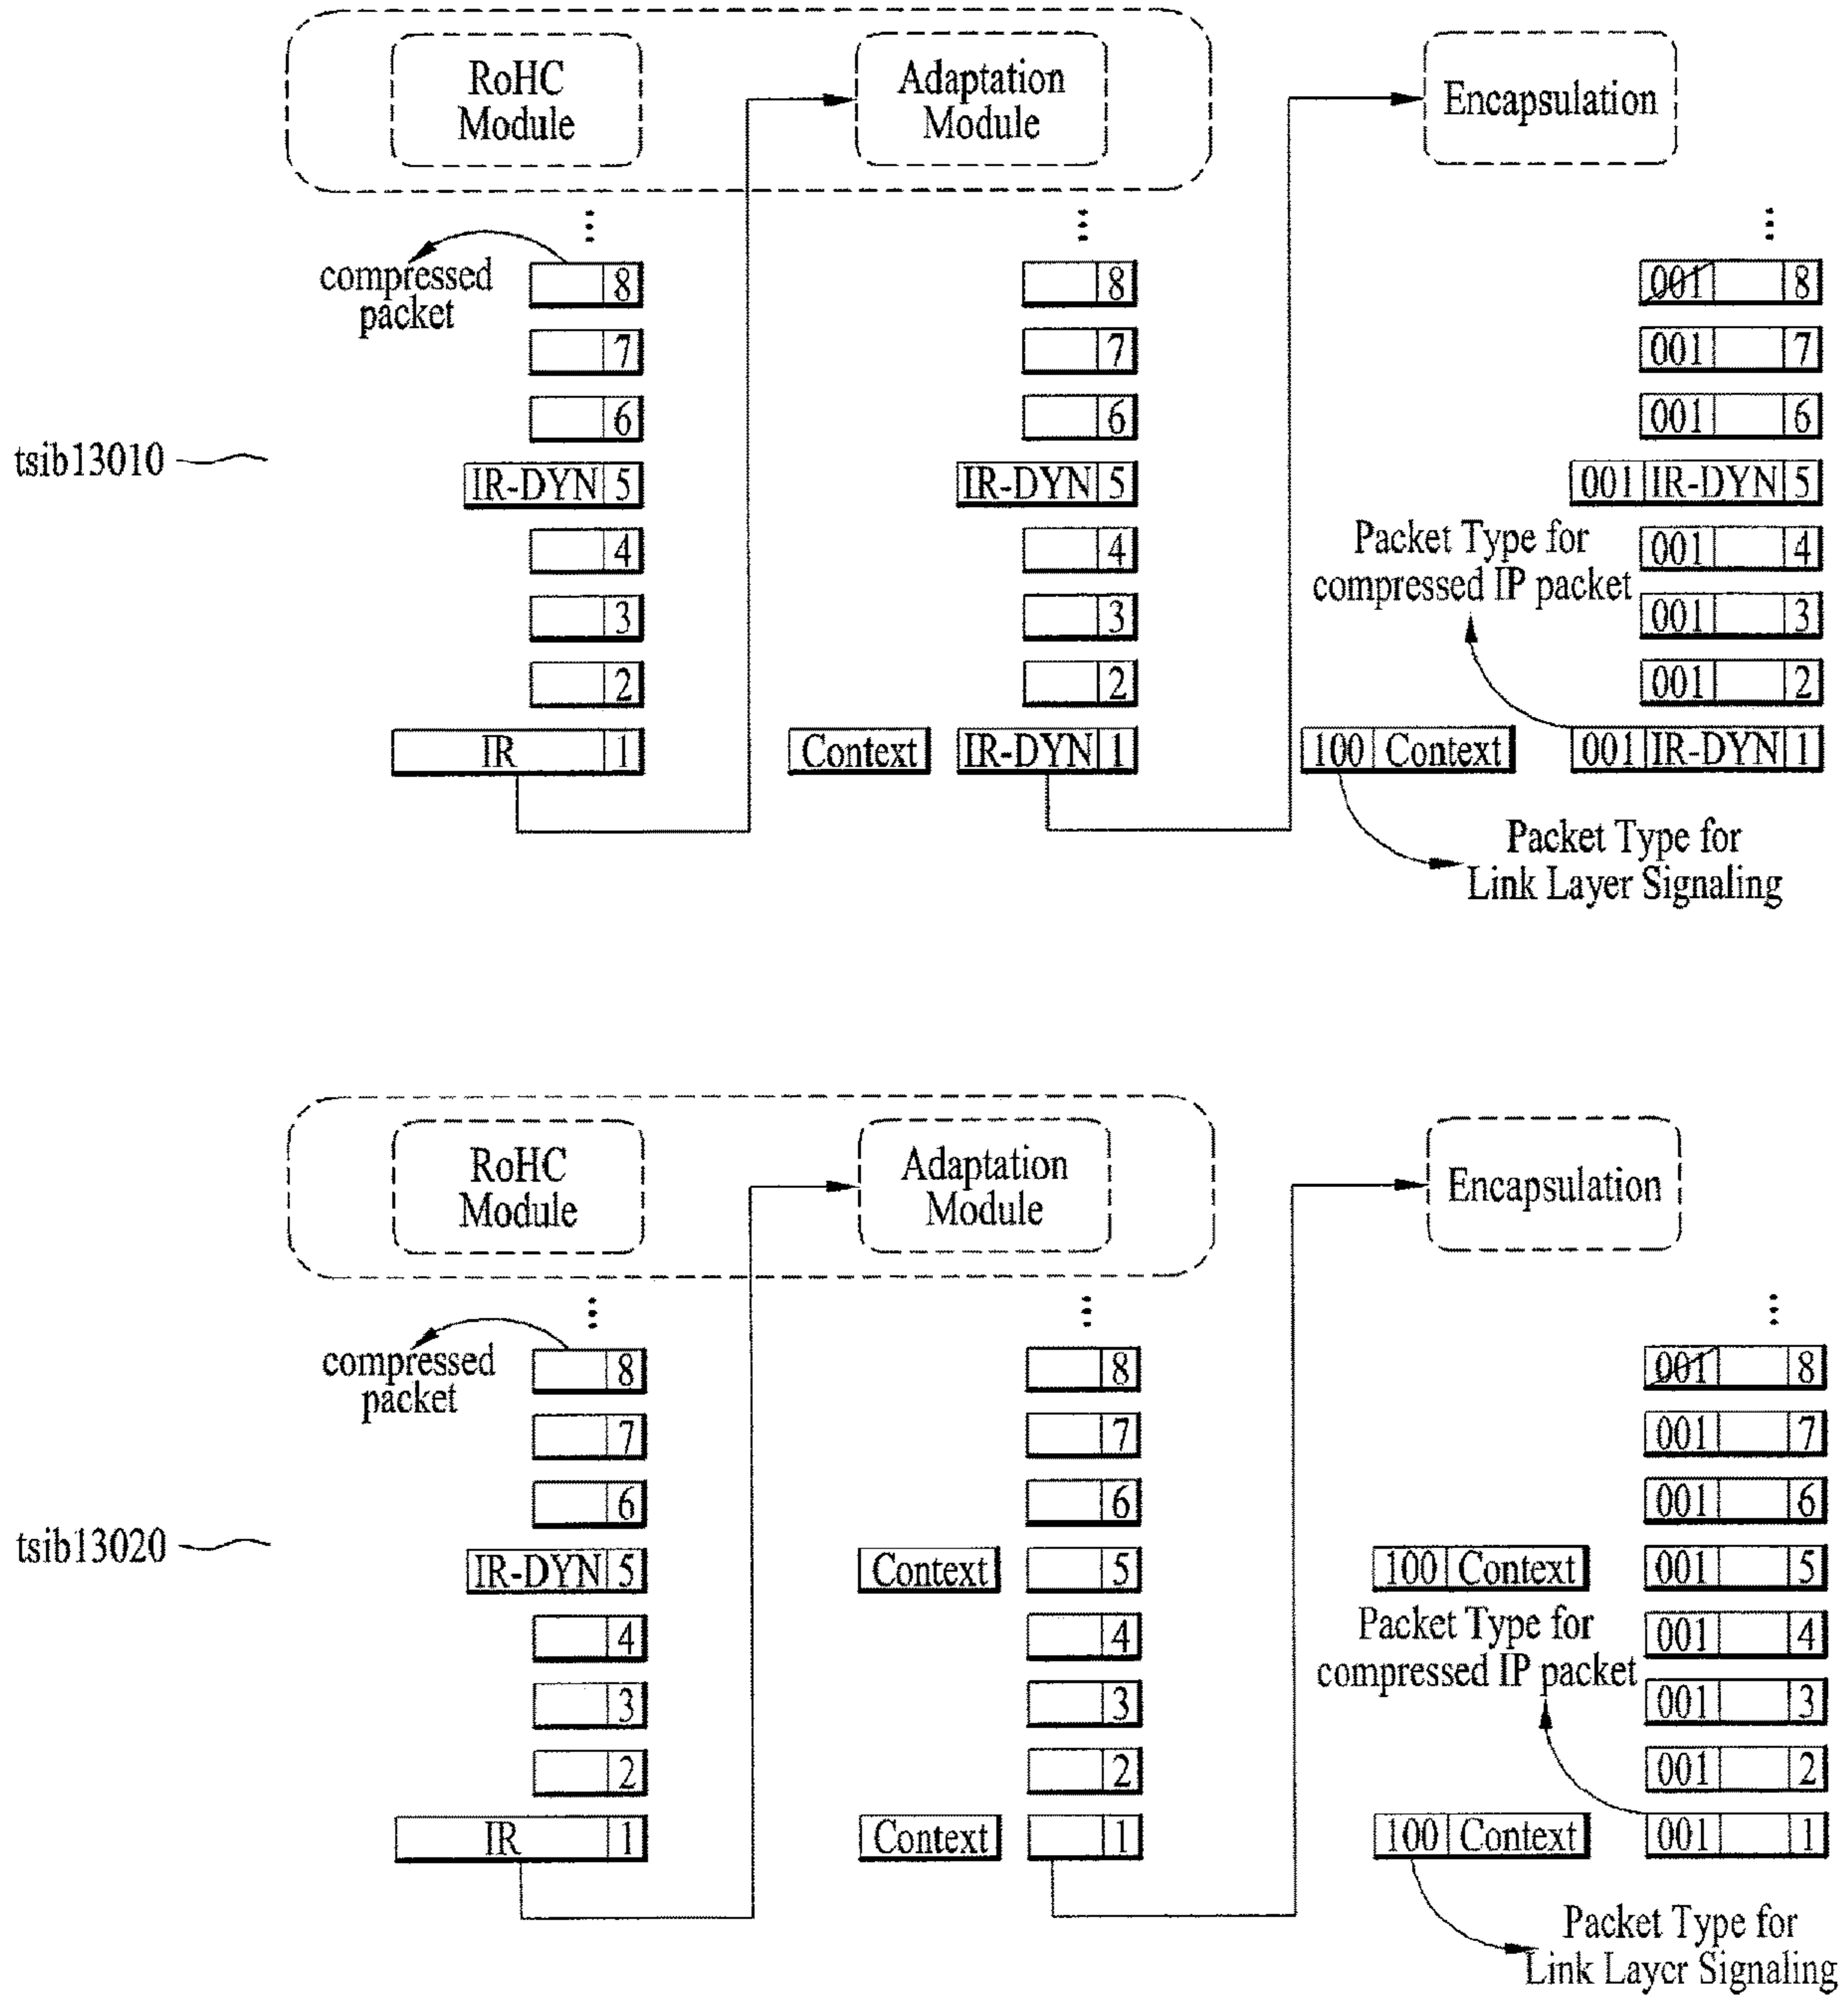 RoHC
Module
Adaptation
Module
Encapsulation
compressed
packet
8 8 001 8
7 7 001 7
6 6 001 6
tsib13010
IR-DYN 5 IR-DYN 5 001 IR-DYN 5
4 4 001 4
Packet Type for
compressed IP packet
3 3 001 3
2 2 001 2
IR 1 Context IR-DYN 1 100 Context 001 IR-DYN 1
Packet Type for
Link Layer Signaling
RoHC
Module
Adaptation
Module
Encapsulation
compressed
packet
8 8 001 8
7 7 001 7
6 6 001 6
tsib13020
IR-DYN 5 Context 5 100 Context 001 5
4 4 001 4
Packet Type for
compressed IP packet
3 3 001 3
2 2 001 2
IR 1 Context 1 100 Context 001 1
Packet Type for
Link Layer Signaling